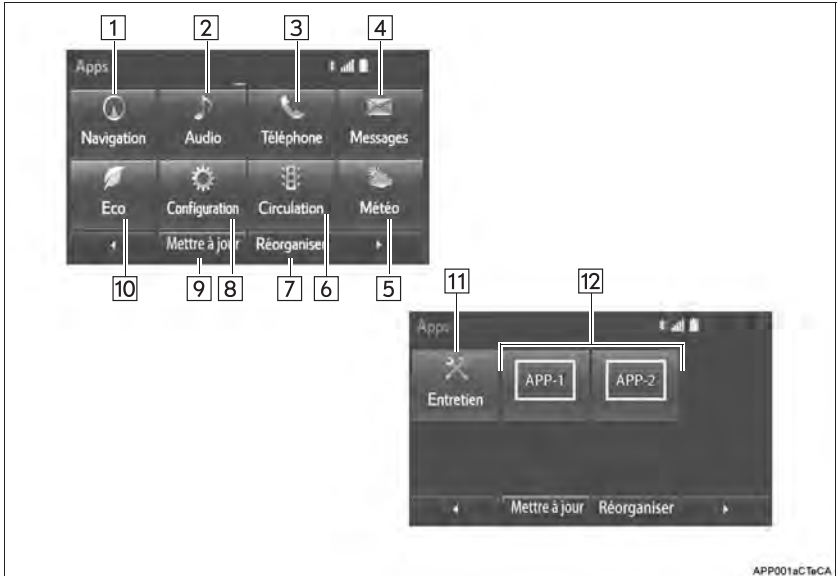 1 2 3 4
Apps
Navigation Audio Téléphone Messages
Eco Configuration Circulation Météo
Mettre à jour Réorganiser
10 9 8 7 6 5 11 12
Apps
Entretien APP-1 APP-2
Mettre à jour Réorganiser
APP001aCTeCA